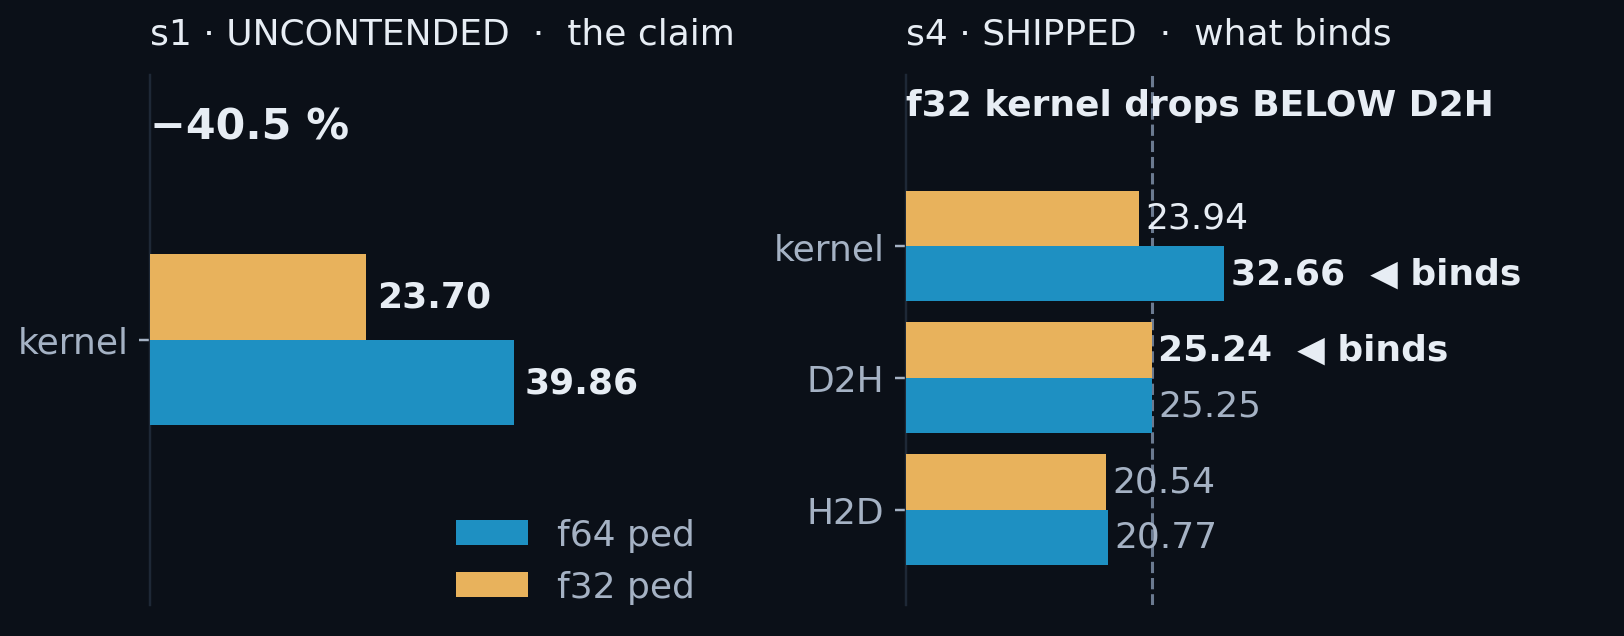 s1 · UNCONTENDED · the claim
−40.5 %
kernel
23.70
39.86
f64 ped
f32 ped
s4 · SHIPPED · what binds
f32 kernel drops BELOW D2H
kernel
23.94
32.66 ◀ binds
D2H
25.24 ◀ binds
25.25
H2D
20.54
20.77